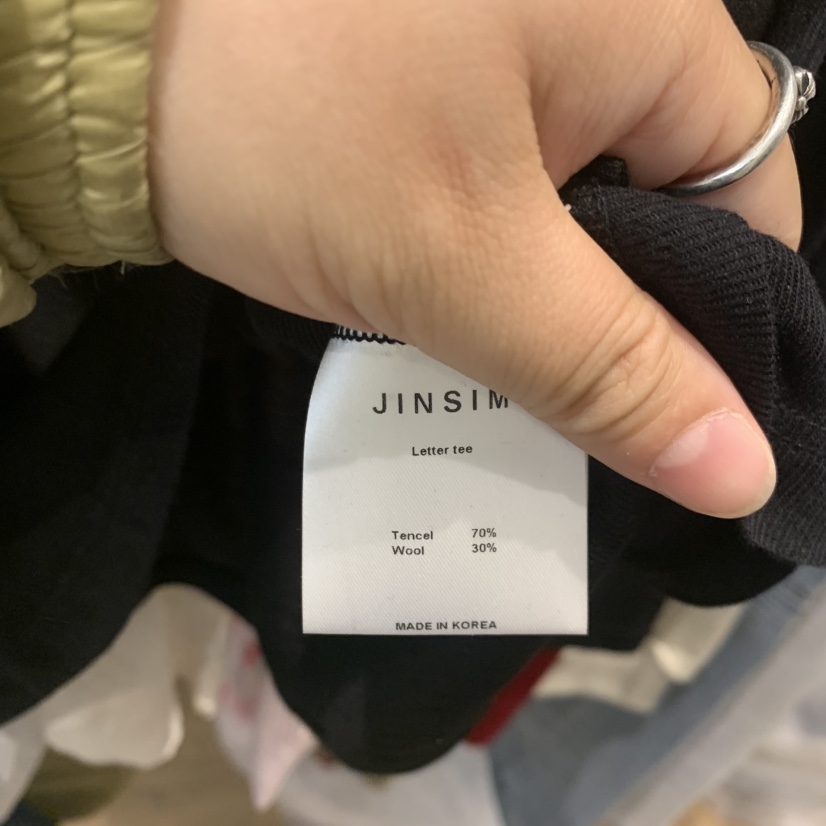 JINSIM
Letter tee
Tencel 70%
Wool 30%
MADE IN KOREA